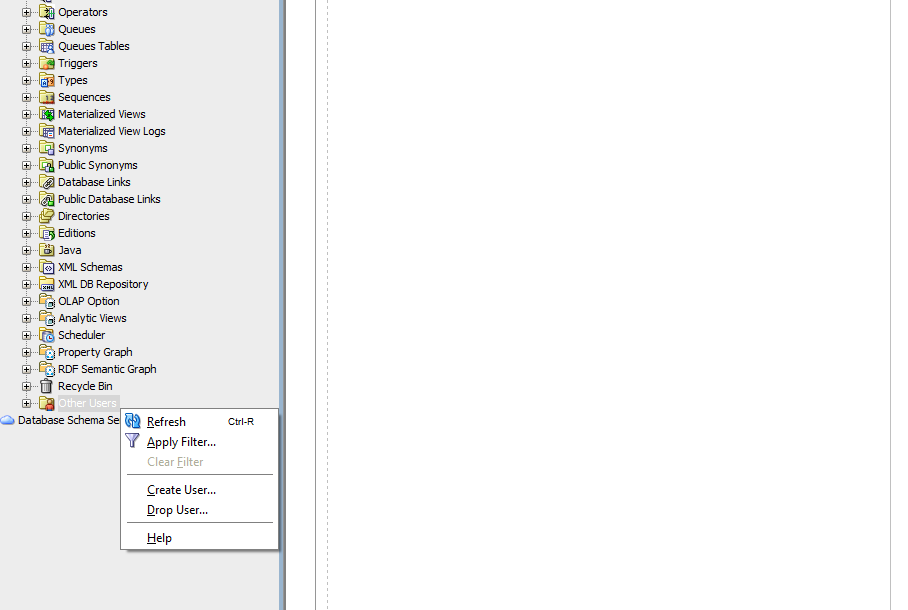 Operators
Queues
Queues Tables
Triggers
Types
Sequences
Materialized Views
Materialized View Logs
Synonyms
Public Synonyms
Database Links
Public Database Links
Directories
Editions
Java
XML Schemas
XML DB Repository
OLAP Option
Analytic Views
Scheduler
Property Graph
RDF Semantic Graph
Recycle Bin
Other Users
Database Schema Se
Refresh Ctrl-R
Apply Filter...
Clear Filter
Create User...
Drop User...
Help